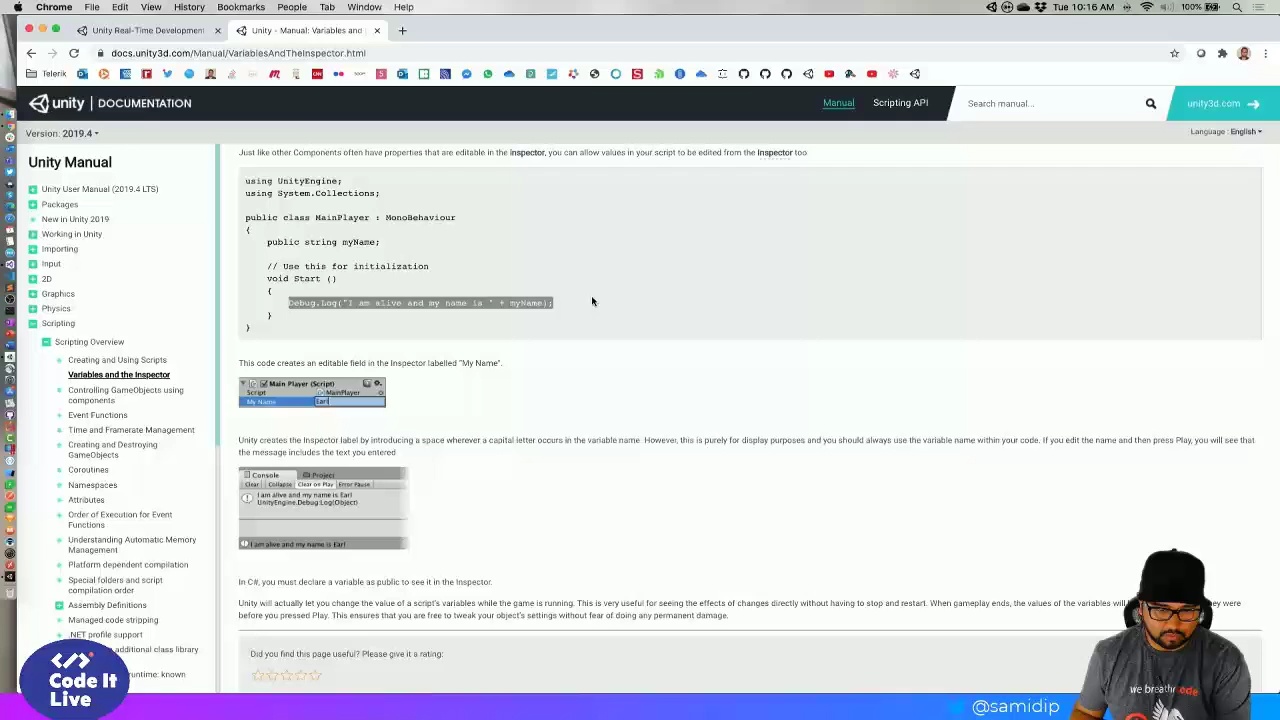 Chrome File Edit View History Bookmarks People Tab Window Help
100% Tue 10:16 AM
Unity Real-Time Development
Unity - Manual: Variables and
docs.unity3d.com/Manual/VariablesAndTheInspector.html
Telerik
unity | DOCUMENTATION
Manual Scripting API
Search manual...
unity3d.com
Version: 2019.4
Language : English
Unity Manual
Unity User Manual (2019.4 LTS)
Packages
New in Unity 2019
Working in Unity
Importing
Input
2D
Graphics
Physics
Scripting
Scripting Overview
Creating and Using Scripts
Variables and the Inspector
Controlling GameObjects using
components
Event Functions
Time and Framerate Management
Creating and Destroying
GameObjects
Coroutines
Namespaces
Attributes
Order of Execution for Event
Functions
Understanding Automatic Memory
Management
Platform dependent compilation
Special folders and script
compilation order
Assembly Definitions
Managed code stripping
.NET profile support
additional class library
runtime: known
Just like other Components often have properties that are editable in the Inspector, you can allow values in your script to be edited from the Inspector too
using UnityEngine;
using System.Collections;
public class MainPlayer : MonoBehaviour
{
public string myName;
// Use this for initialization
void Start ()
{
Debug.Log("I am alive and my name is " + myName);
}
}
This code creates an editable field in the Inspector labelled "My Name".
Main Player (Script)
Script MainPlayer
My Name Earl
Unity creates the Inspector label by introducing a space wherever a capital letter occurs in the variable name. However, this is purely for display purposes and you should always use the variable name within your code. If you edit the name and then press Play, you will see that
the message includes the text you entered
Console Project
Clear Collapse Clear on Play Error Pause
I am alive and my name is Earl
UnityEngine.Debug:Log(Object)
I am alive and my name is Earl
In C#, you must declare a variable as public to see it in the Inspector.
Unity will actually let you change the value of a script's variables while the game is running. This is very useful for seeing the effects of changes directly without having to stop and restart. When gameplay ends, the values of the variables will they were
before you pressed Play. This ensures that you are free to tweak your object's settings without fear of doing any permanent damage.
Did you find this page useful? Please give it a rating:
Code It
Live
we breathe code
@samidip